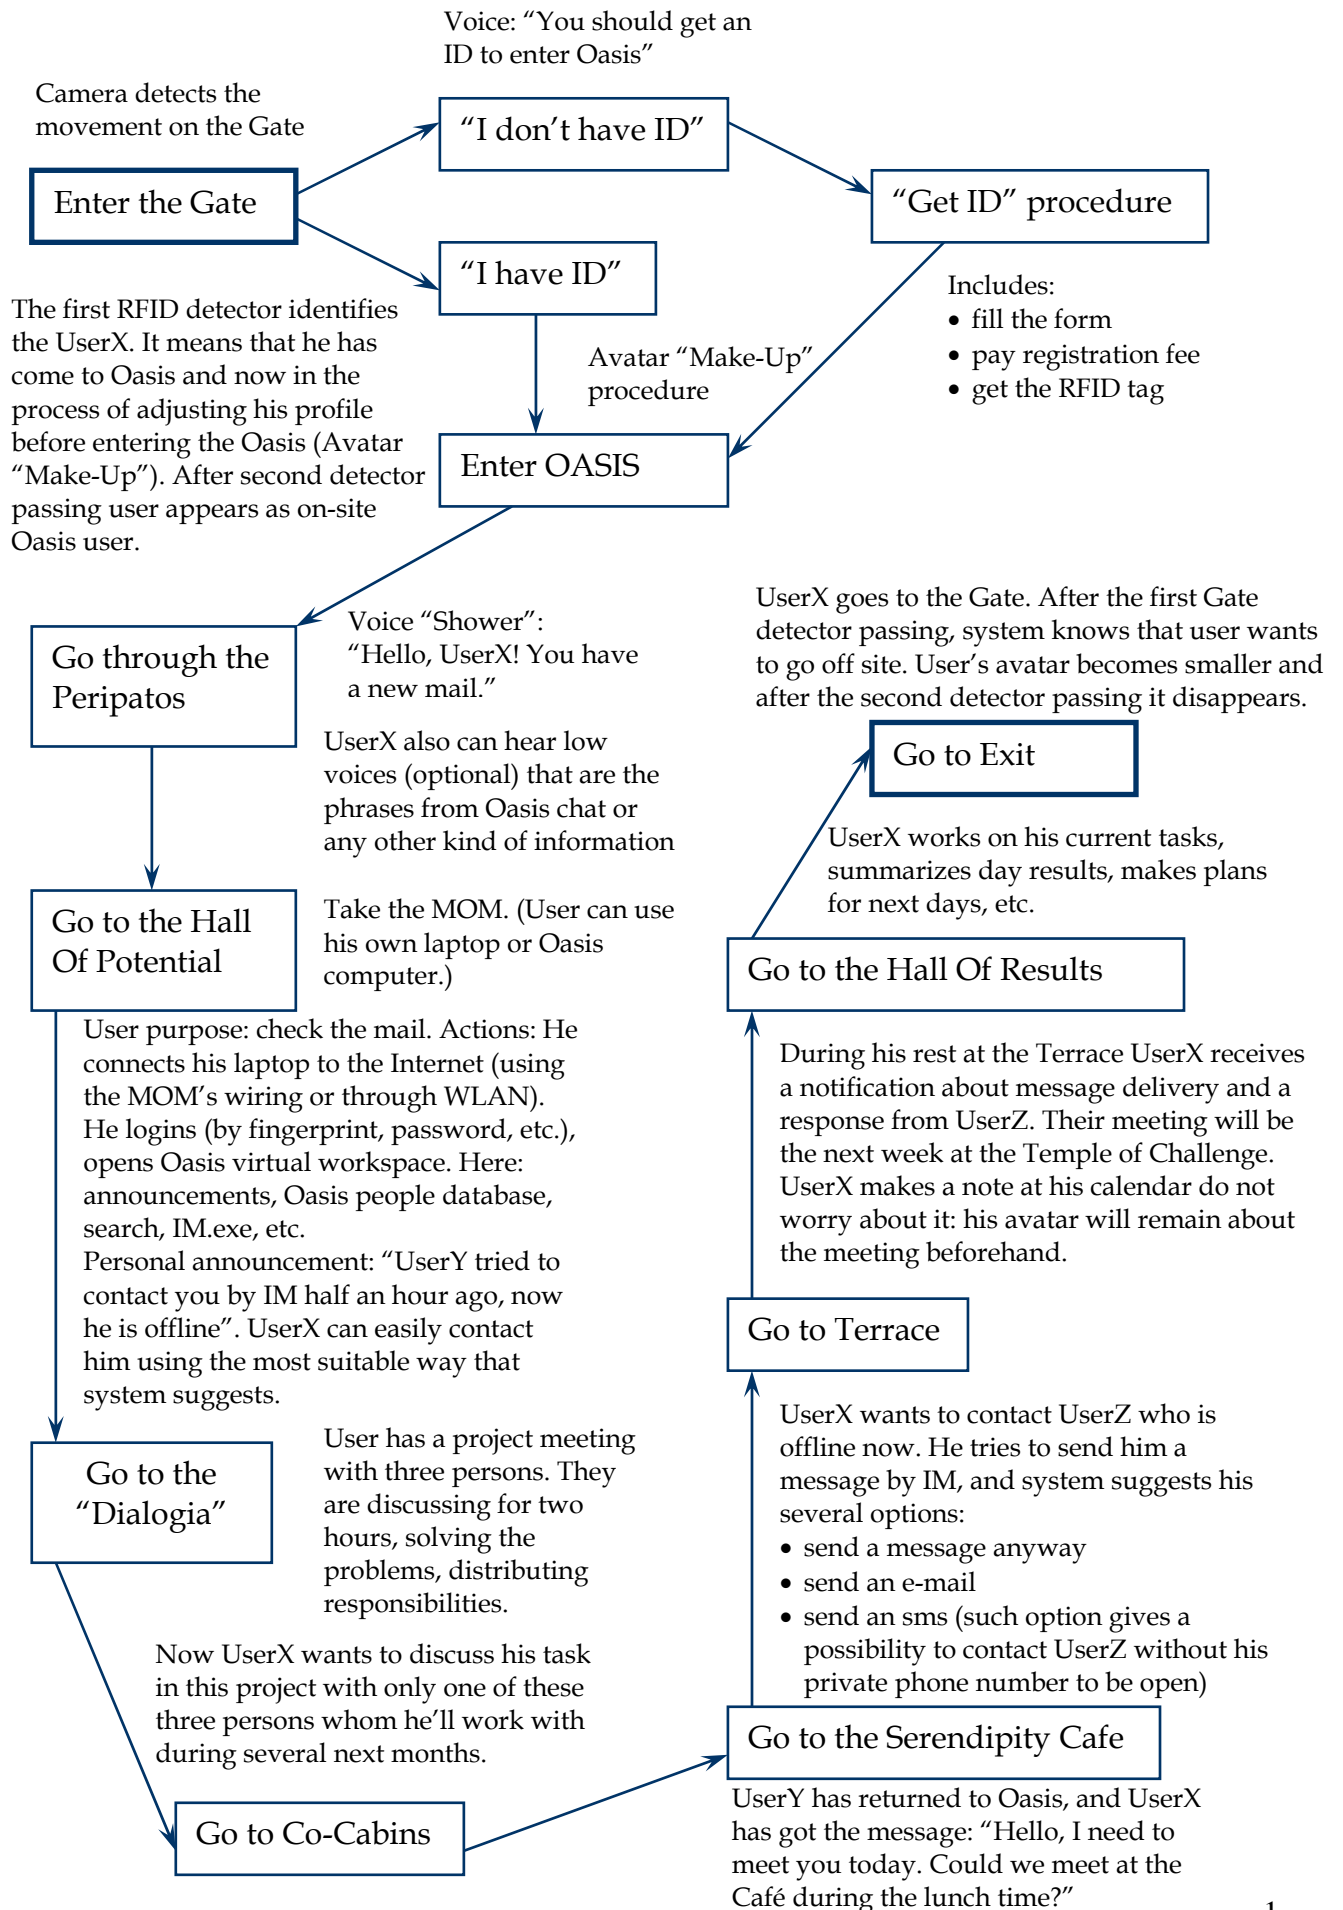 Voice: “You should get an
ID to enter Oasis”
Camera detects the
movement on the Gate
“I don’t have ID”
Enter the Gate
“Get ID” procedure
“I have ID”
Includes:
• fill the form
• pay registration fee
• get the RFID tag
The first RFID detector identifies
the UserX. It means that he has
come to Oasis and now in the
process of adjusting his profile
before entering the Oasis (Avatar
“Make-Up”). After second detector
passing user appears as on-site
Oasis user.
Avatar “Make-Up”
procedure
Enter OASIS
Voice “Shower”:
“Hello, UserX! You have
a new mail.”
Go through the
Peripatos
UserX also can hear low
voices (optional) that are the
phrases from Oasis chat or
any other kind of information
Go to the Hall
Of Potential
Take the MOM. (User can use
his own laptop or Oasis
computer.)
User purpose: check the mail. Actions: He
connects his laptop to the Internet (using
the MOM’s wiring or through WLAN).
He logins (by fingerprint, password, etc.),
opens Oasis virtual workspace. Here:
announcements, Oasis people database,
search, IM.exe, etc.
Personal announcement: “UserY tried to
contact you by IM half an hour ago, now
he is offline”. UserX can easily contact
him using the most suitable way that
system suggests.
Go to the
“Dialogia”
User has a project meeting
with three persons. They
are discussing for two
hours, solving the
problems, distributing
responsibilities.
Now UserX wants to discuss his task
in this project with only one of these
three persons whom he’ll work with
during several next months.
Go to Co-Cabins
UserX goes to the Gate. After the first Gate
detector passing, system knows that user wants
to go off site. User’s avatar becomes smaller and
after the second detector passing it disappears.
Go to Exit
UserX works on his current tasks,
summarizes day results, makes plans
for next days, etc.
Go to the Hall Of Results
During his rest at the Terrace UserX receives
a notification about message delivery and a
response from UserZ. Their meeting will be
the next week at the Temple of Challenge.
UserX makes a note at his calendar do not
worry about it: his avatar will remain about
the meeting beforehand.
Go to Terrace
UserX wants to contact UserZ who is
offline now. He tries to send him a
message by IM, and system suggests his
several options:
• send a message anyway
• send an e-mail
• send an sms (such option gives a
possibility to contact UserZ without his
private phone number to be open)
Go to the Serendipity Cafe
UserY has returned to Oasis, and UserX
has got the message: “Hello, I need to
meet you today. Could we meet at the
Café during the lunch time?”
1